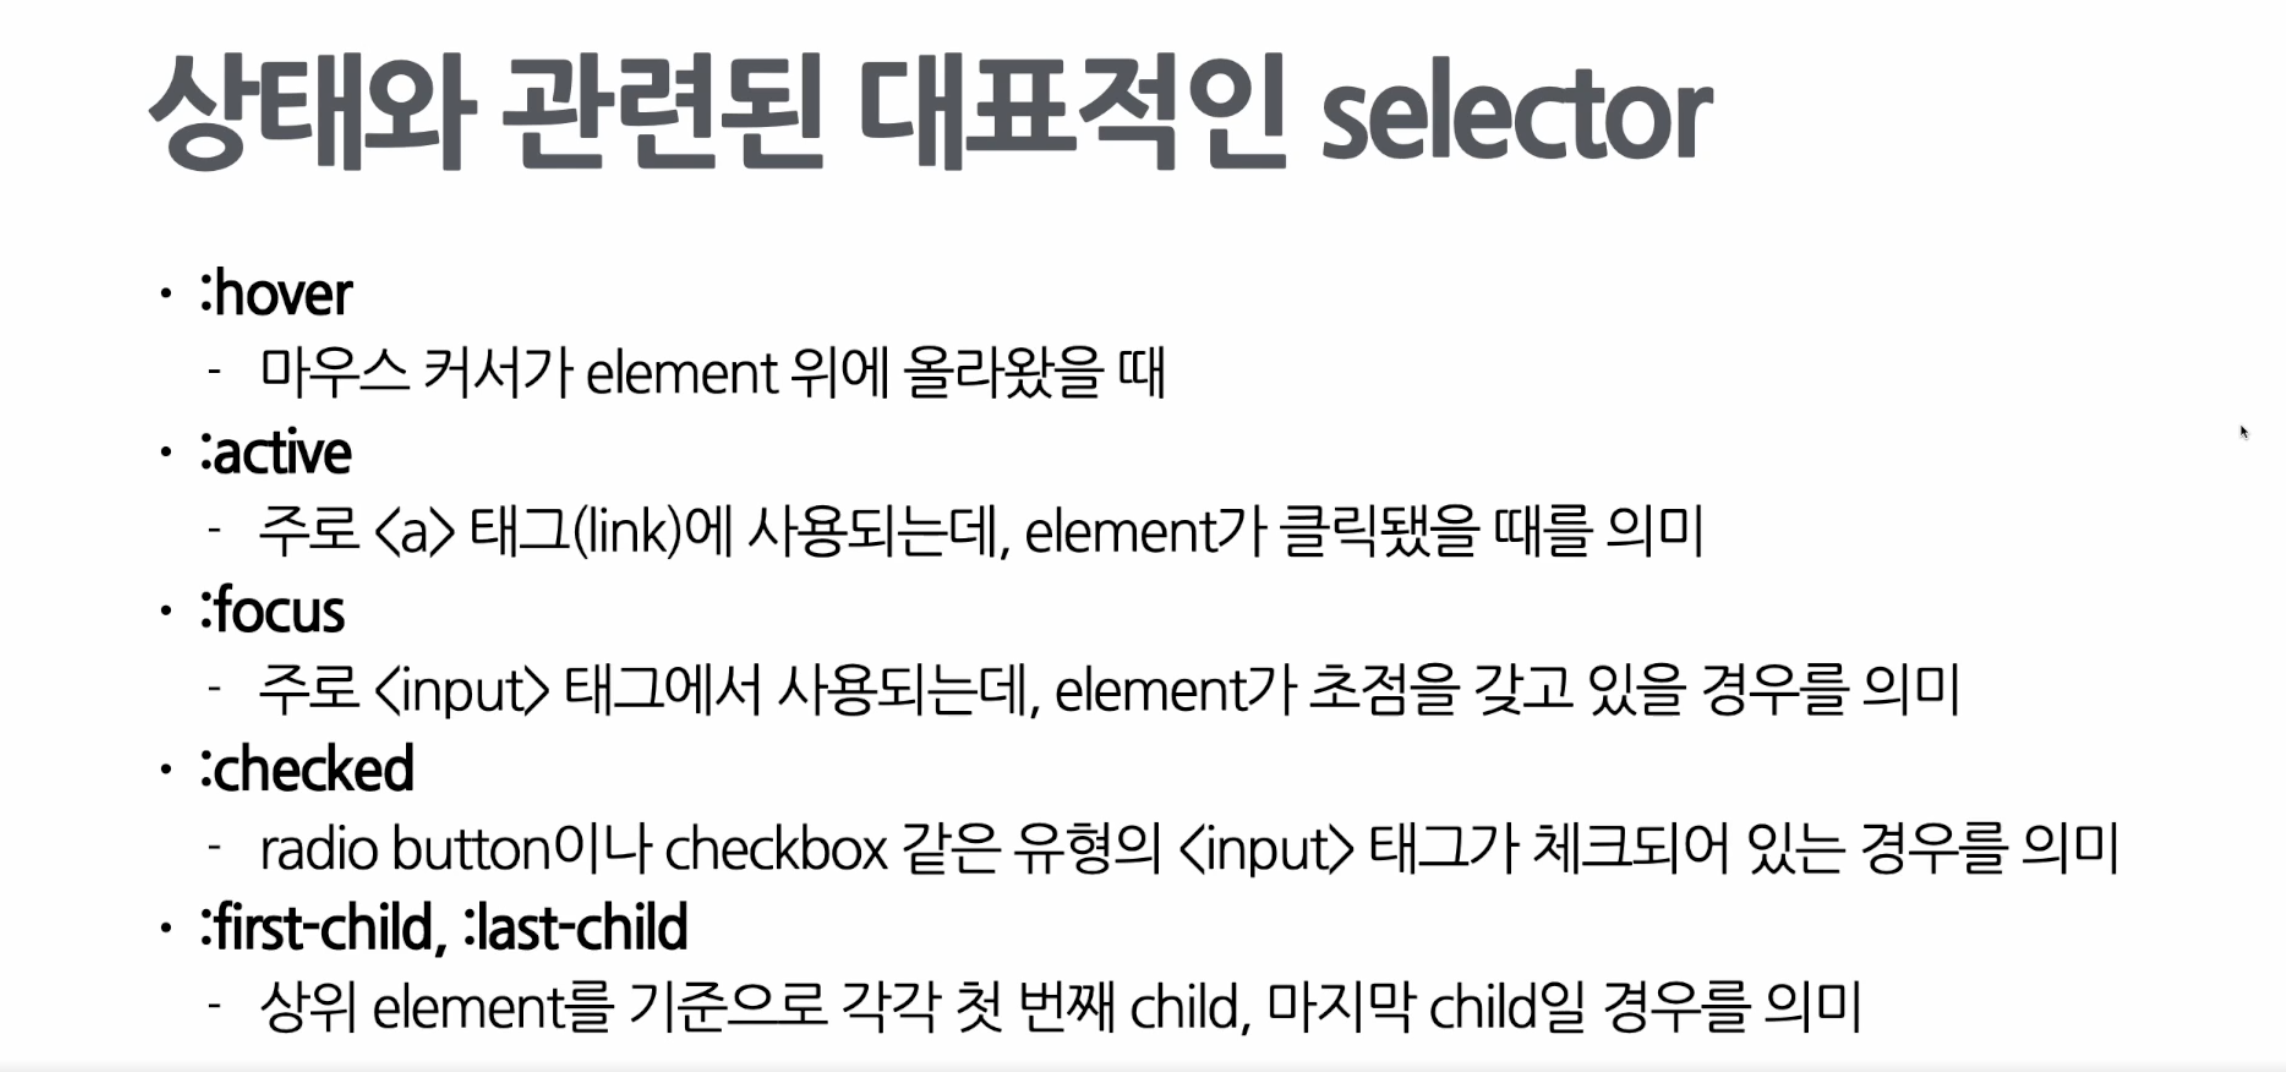 상태와 관련된 대표적인 selector
• :hover
- 마우스 커서가 element 위에 올라왔을 때
• :active
- 주로 <a> 태그(link)에 사용되는데, element가 클릭됐을 때를 의미
• :focus
- 주로 <input> 태그에서 사용되는데, element가 초점을 갖고 있을 경우를 의미
• :checked
- radio button이나 checkbox 같은 유형의 <input> 태그가 체크되어 있는 경우를 의미
• :first-child, :last-child
- 상위 element를 기준으로 각각 첫 번째 child, 마지막 child일 경우를 의미